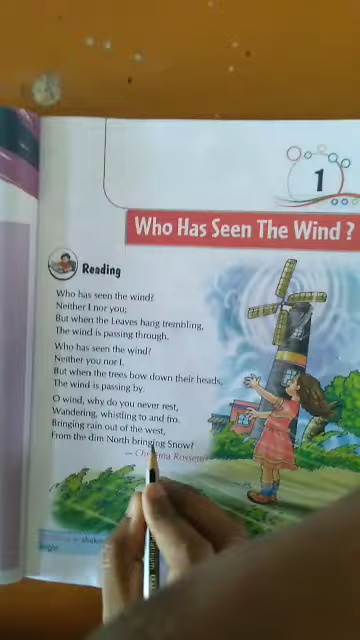 1
Who Has Seen The Wind ?
Reading
Who has seen the wind?
Neither I nor you;
But when the Leaves hang trembling,
The wind is passing through.
Who has seen the wind?
Neither you nor I.
But when the trees bow down their heads,
The wind is passing by.
O wind, why do you never rest,
Wandering, whistling to and fro.
Bringing rain out of the west,
From the dim North bringing Snow?